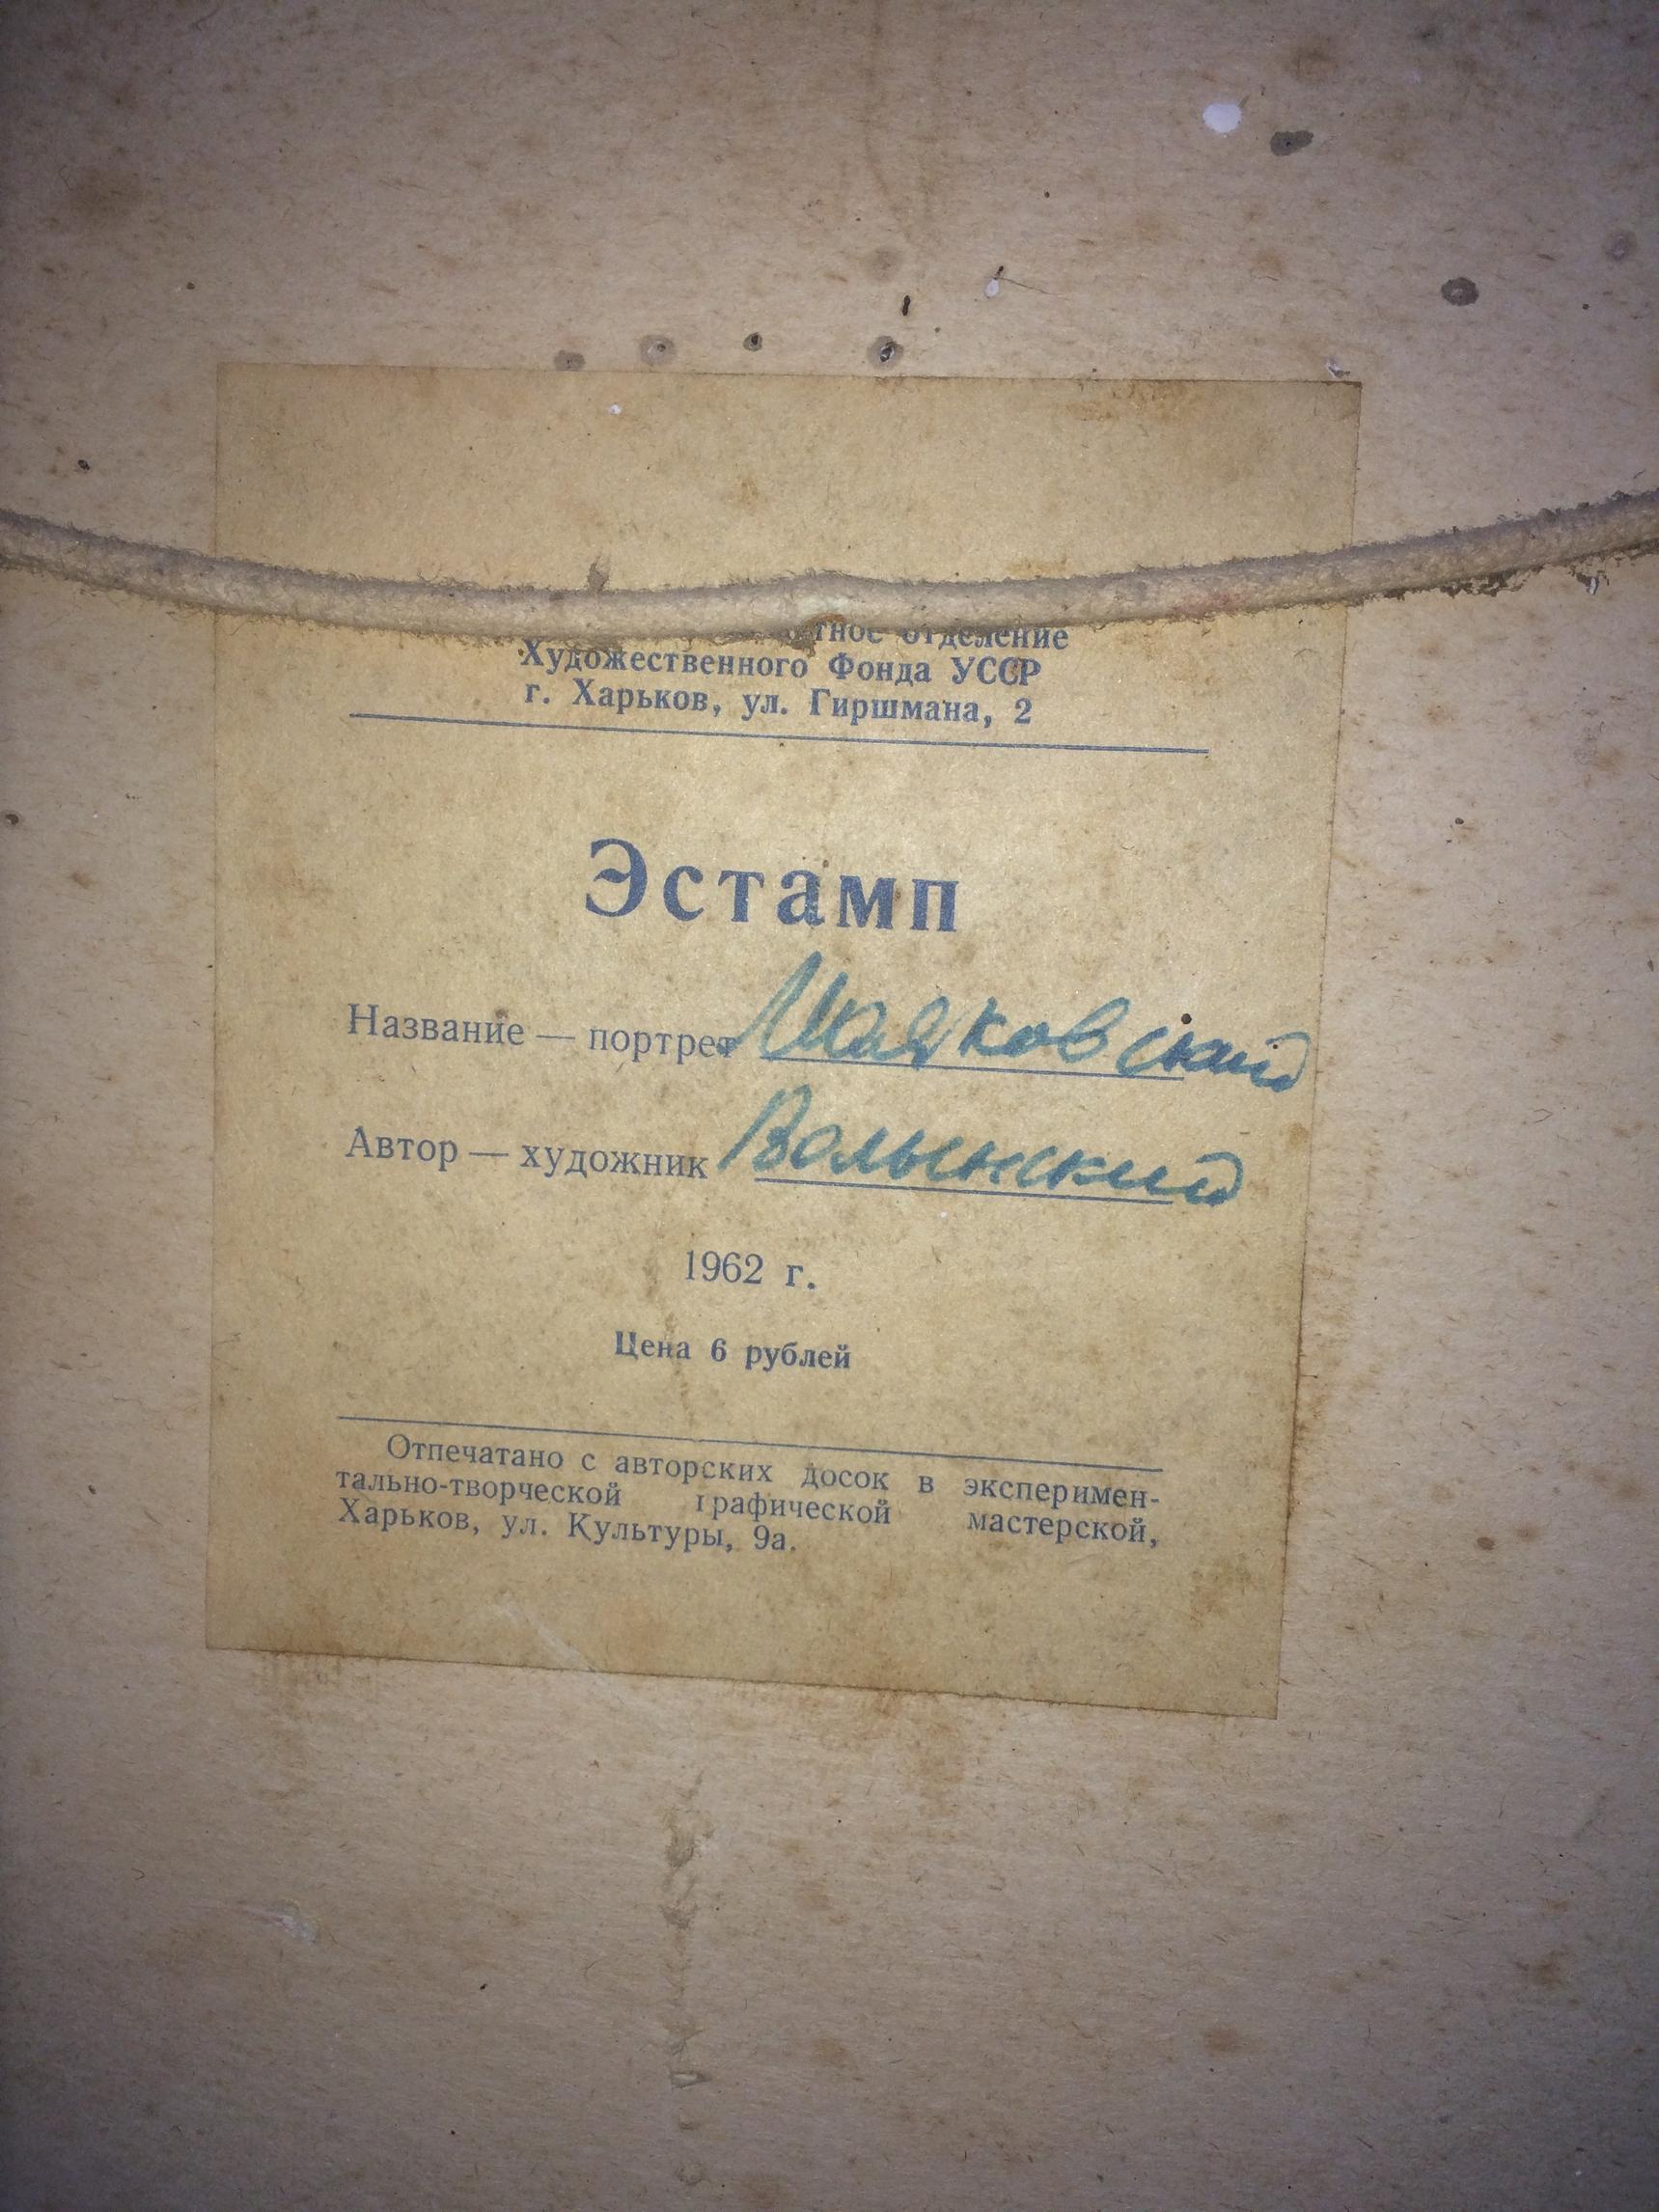 отделение
Художественного Фонда УССР
г. Харьков, ул. Гиршмана, 2
Эстамп
Название — портрет Маяковский
Автор — художник Волынский
1962 г.
Цена 6 рублей
Отпечатано с авторских досок в эксперимен-
тально-творческой графической мастерской,
Харьков, ул. Культуры, 9а.